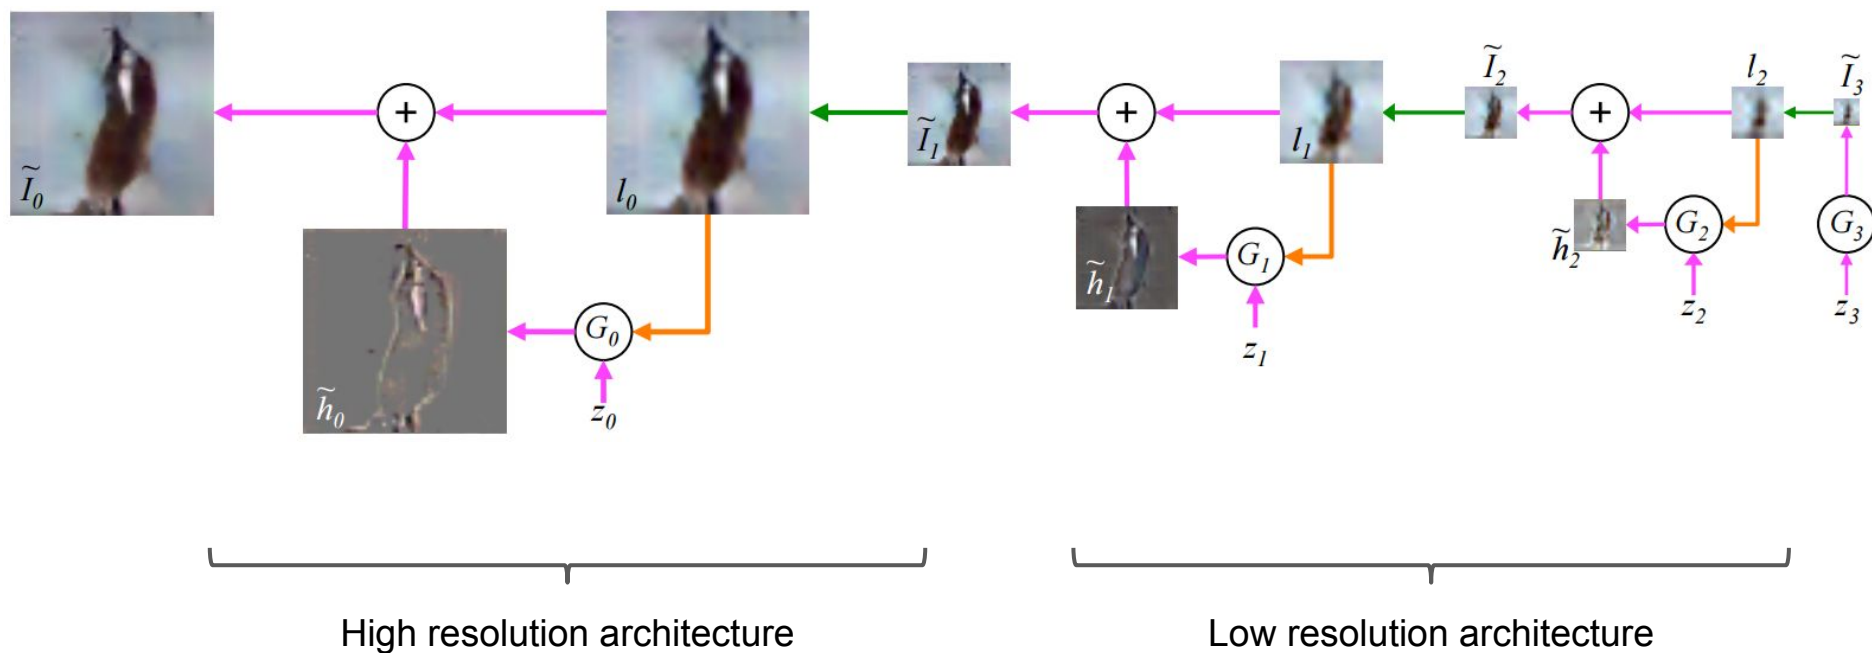 Ĩ₀
+
l₀
Ĩ₁
+
l₁
Ĩ₂
+
l₂
Ĩ₃
h̃₀
G₀
z₀
h̃₁
G₁
z₁
h̃₂
G₂
z₂
G₃
z₃
High resolution architecture
Low resolution architecture